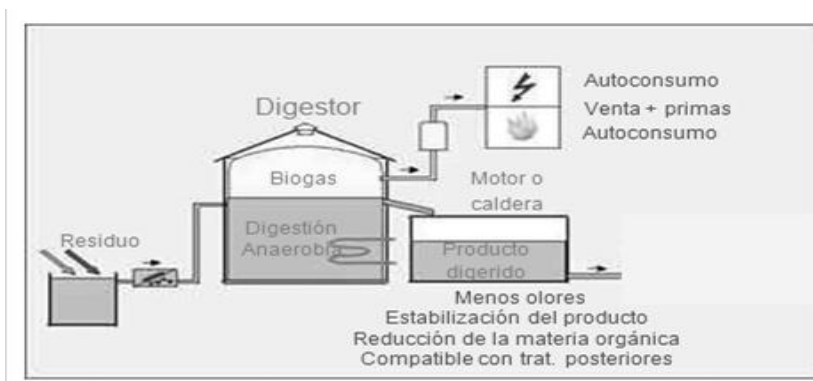 Autoconsumo
Venta + primas
Autoconsumo
Digestor
Biogas
Motor o
caldera
Residuo
Digestión
Anaerobia
Producto
digerido
Menos olores
Estabilización del producto
Reducción de la materia orgánica
Compatible con trat. posteriores